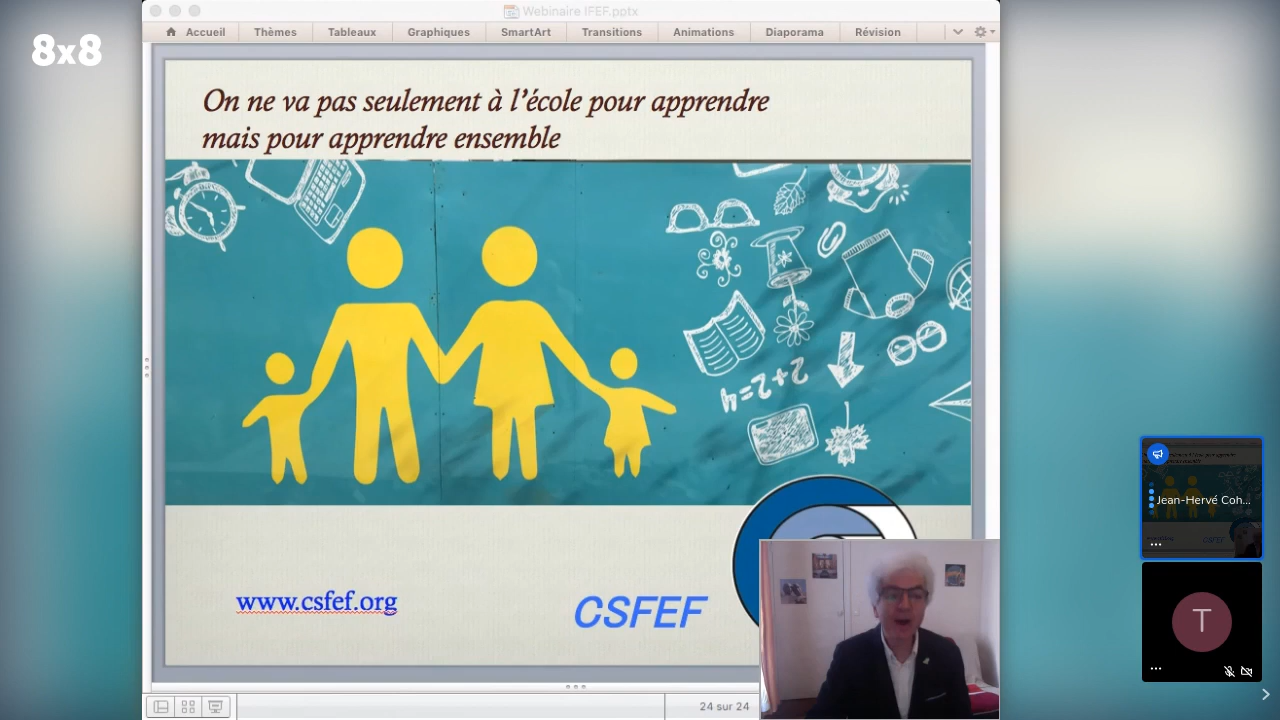 Webinaire IFEF.pptx
8x8
Accueil
Thèmes
Tableaux
Graphiques
SmartArt
Transitions
Animations
Diaporama
Révision
On ne va pas seulement à l'école pour apprendre
mais pour apprendre ensemble
2+2=4
www.csfef.org
CSFEF
Jean-Hervé Coh...
T
24 sur 24